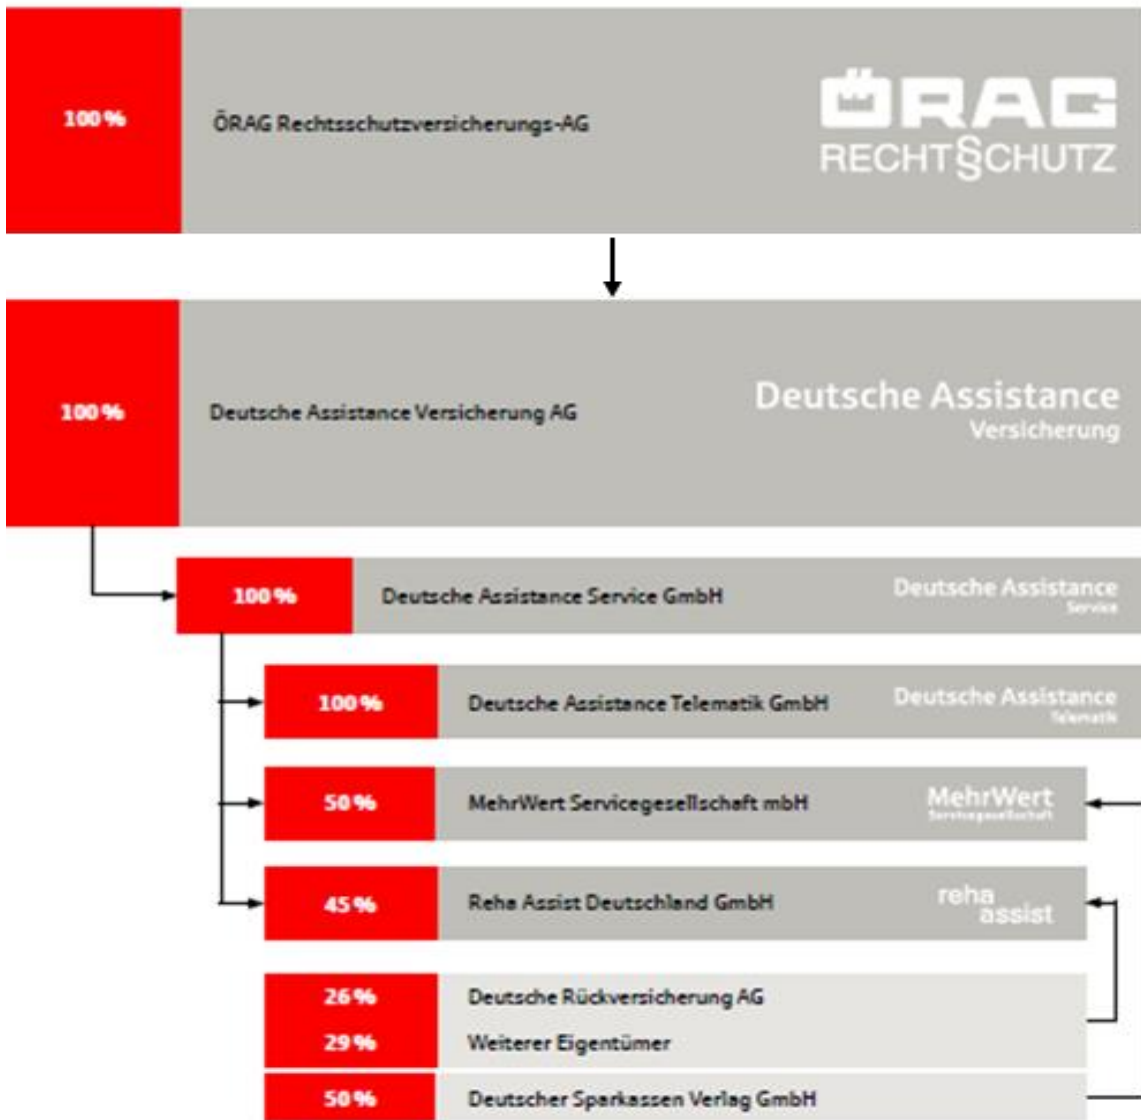 100 %
ÖRAG Rechtsschutzversicherungs-AG
ÖRAG
RECHT§CHUTZ
100 %
Deutsche Assistance Versicherung AG
Deutsche Assistance
Versicherung
100 %
Deutsche Assistance Service GmbH
Deutsche Assistance
Service
100 %
Deutsche Assistance Telematik GmbH
Deutsche Assistance
Telematik
50 %
MehrWert Servicegesellschaft mbH
MehrWert
Servicegesellschaft
45 %
Reha Assist Deutschland GmbH
reha
assist
26 %
Deutsche Rückversicherung AG
29 %
Weiterer Eigentümer
50 %
Deutscher Sparkassen Verlag GmbH